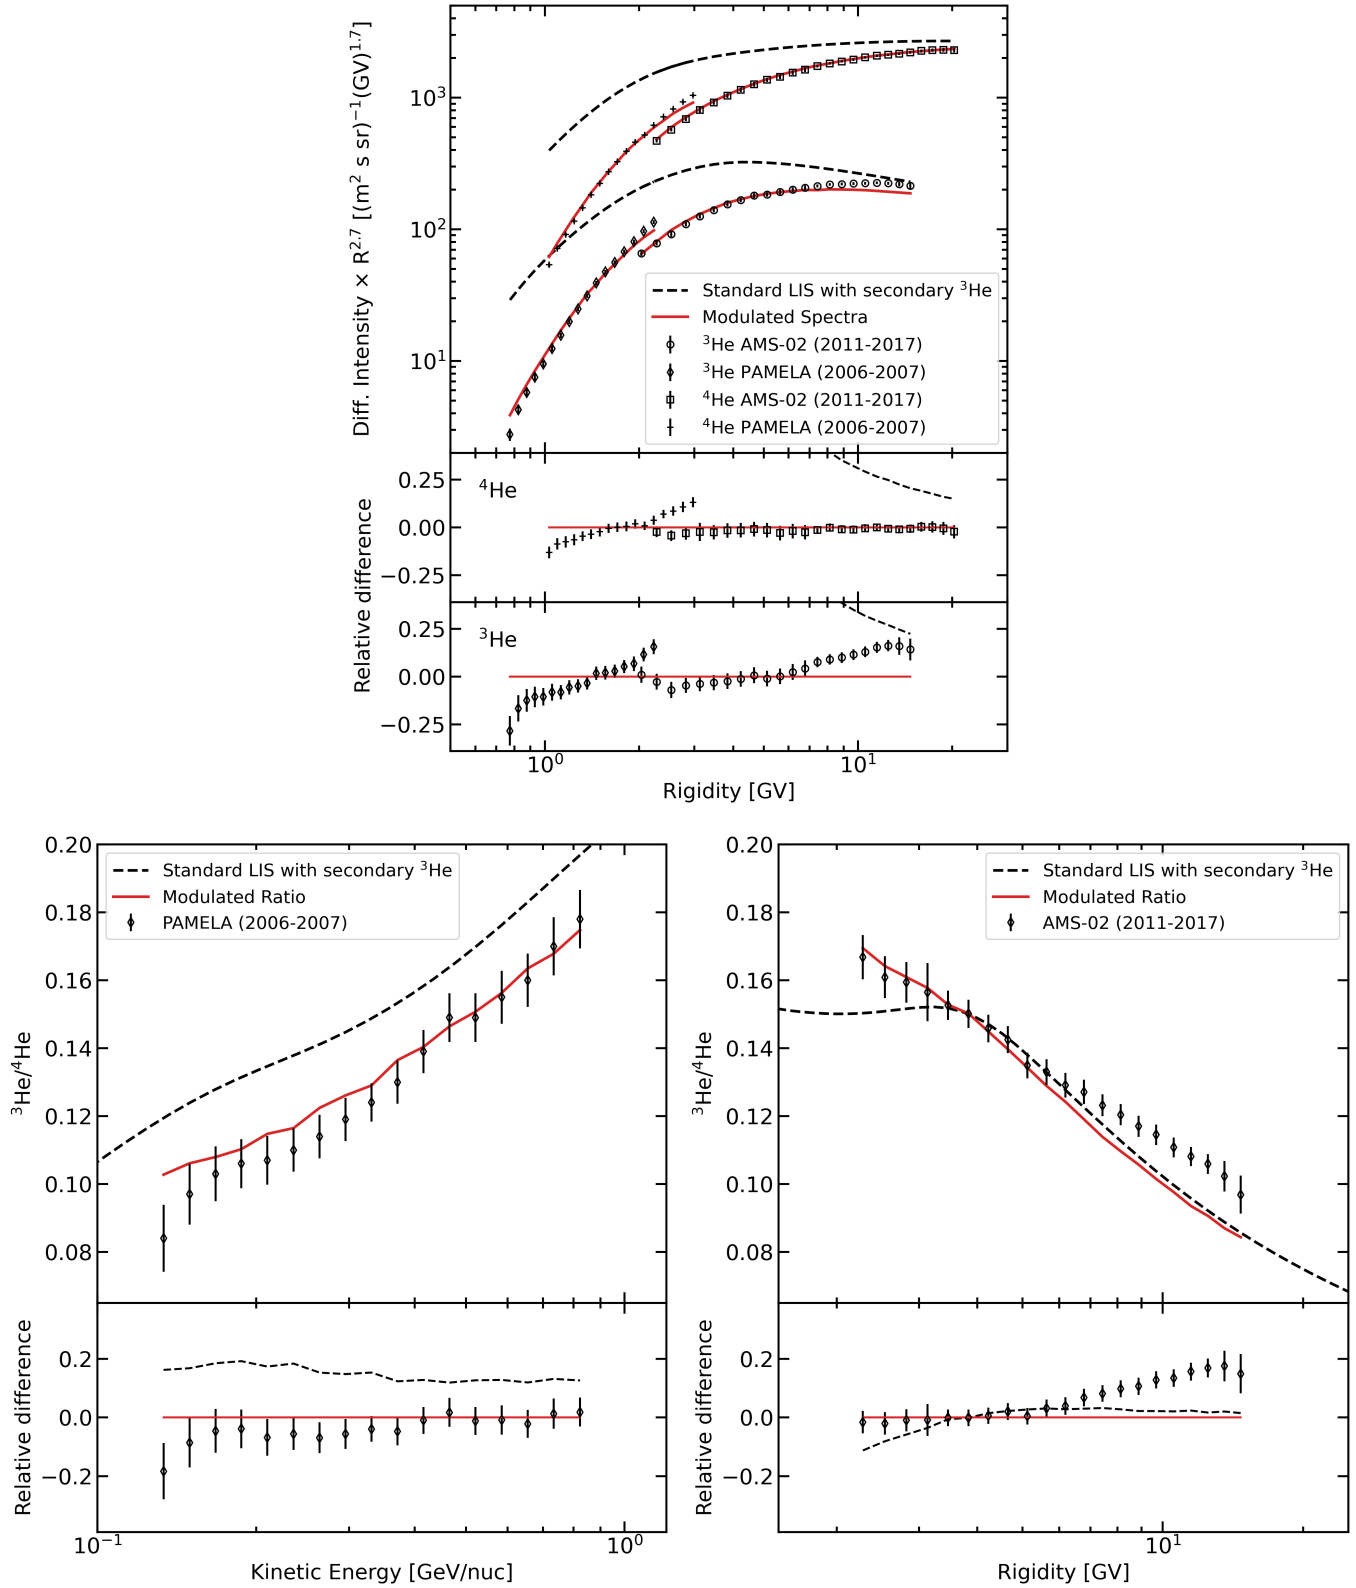 Diff. Intensity × R^2.7 [(m^2 s sr)^−1(GV)^1.7]
10^3
10^2
10^1
Standard LIS with secondary ^3He
Modulated Spectra
^3He AMS-02 (2011-2017)
^3He PAMELA (2006-2007)
^4He AMS-02 (2011-2017)
^4He PAMELA (2006-2007)
Relative difference
0.25
0.00
−0.25
^4He
0.25
0.00
−0.25
^3He
10^0 10^1
Rigidity [GV]
^3He/^4He
0.20
0.18
0.16
0.14
0.12
0.10
0.08
Standard LIS with secondary ^3He
Modulated Ratio
PAMELA (2006-2007)
Relative difference
0.2
0.0
−0.2
10^−1 10^0
Kinetic Energy [GeV/nuc]
^3He/^4He
0.20
0.18
0.16
0.14
0.12
0.10
0.08
Standard LIS with secondary ^3He
Modulated Ratio
AMS-02 (2011-2017)
Relative difference
0.2
0.0
−0.2
10^1
Rigidity [GV]